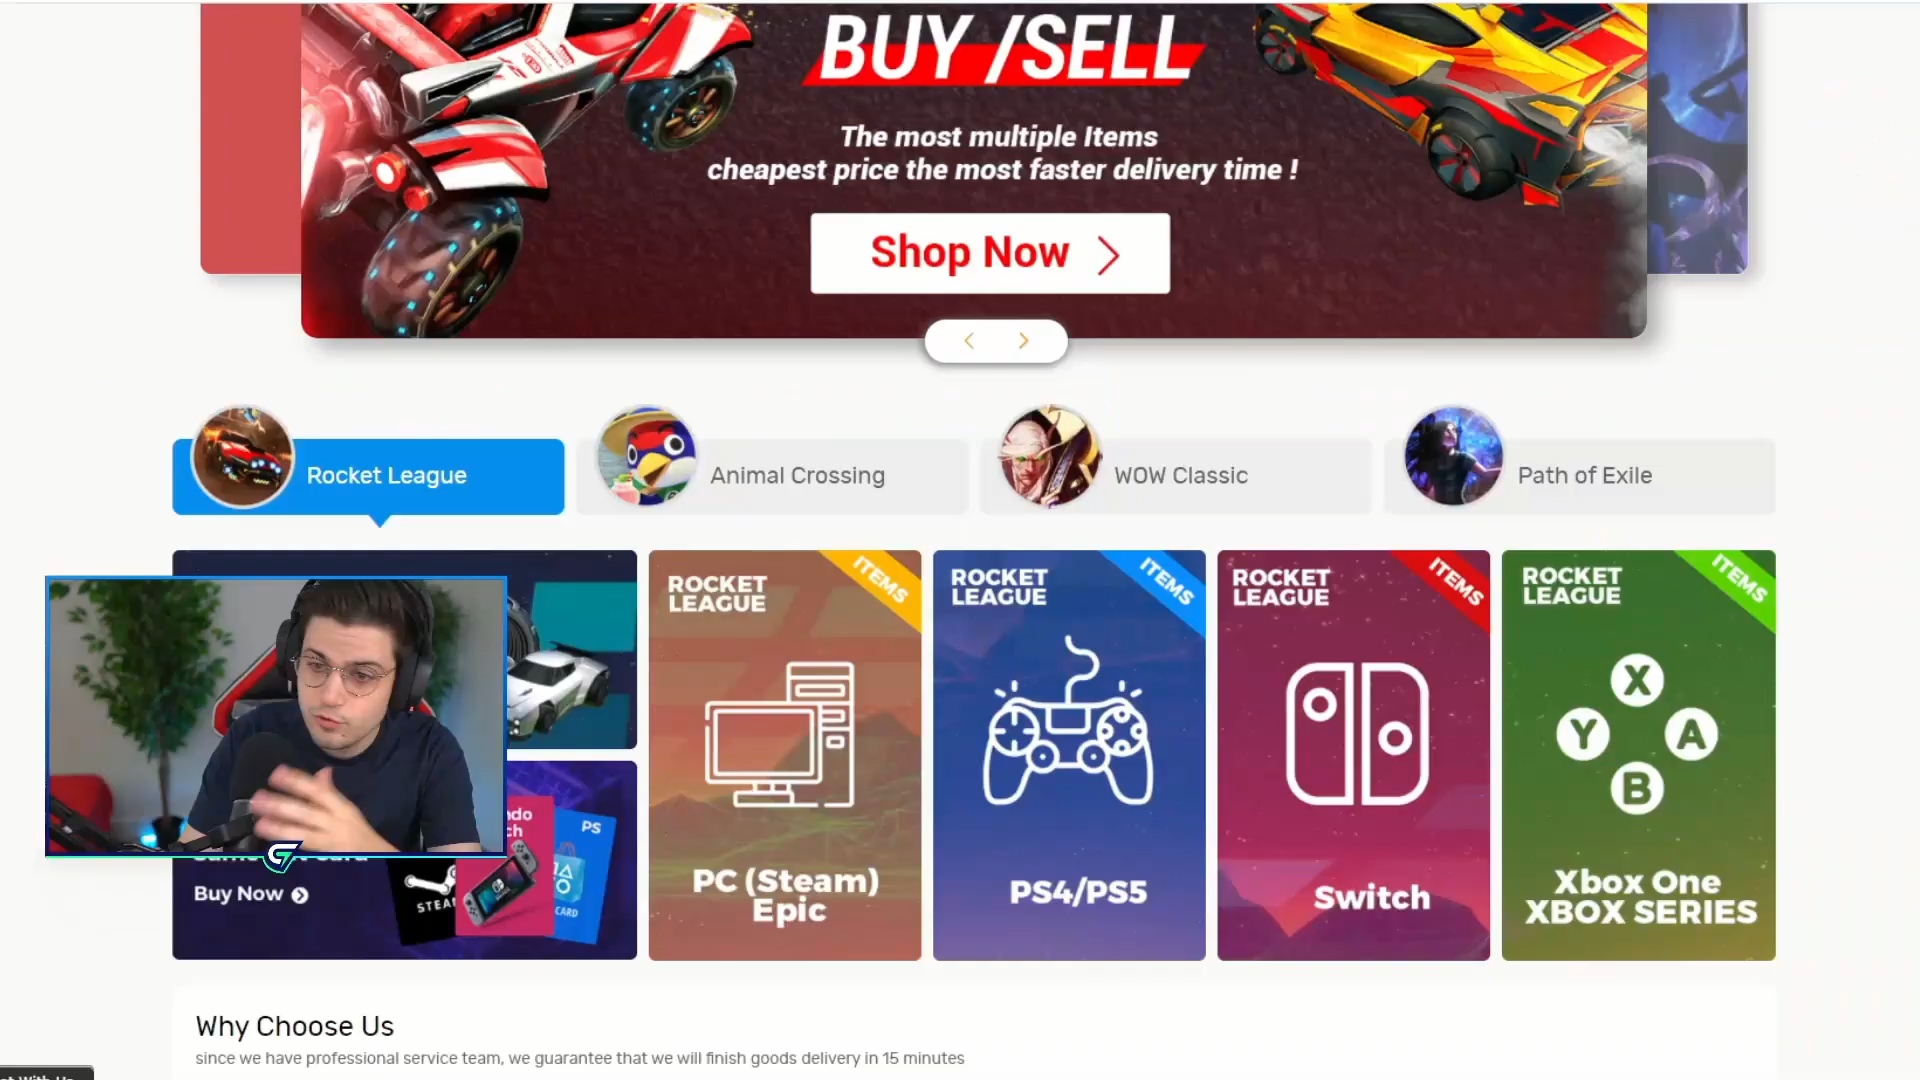 BUY /SELL
The most multiple Items
cheapest price the most faster delivery time !
Shop Now
Rocket League
Animal Crossing
WOW Classic
Path of Exile
ROCKET
LEAGUE
ITEMS
PC (Steam)
Epic
ROCKET
LEAGUE
ITEMS
PS4/PS5
ROCKET
LEAGUE
ITEMS
Switch
ROCKET
LEAGUE
ITEMS
X
Y
A
B
Xbox One
XBOX SERIES
PS
STEA
CARD
Buy Now
Why Choose Us
since we have professional service team, we guarantee that we will finish goods delivery in 15 minutes